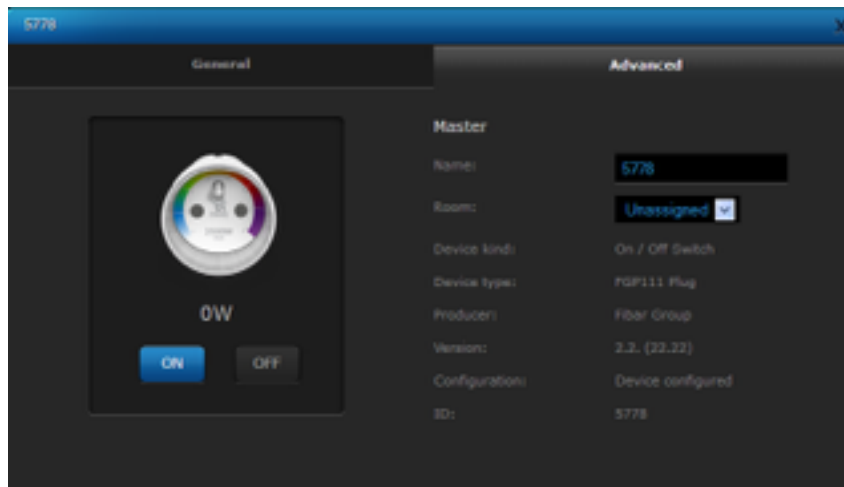 5778
X
General
Advanced
0W
ON
OFF
Master
Name:
5778
Room:
Unassigned
Device kind:
On / Off Switch
Device type:
FGP111 Plug
Producer:
Fibar Group
Version:
2.2. (22.22)
Configuration:
Device configured
ID:
5778